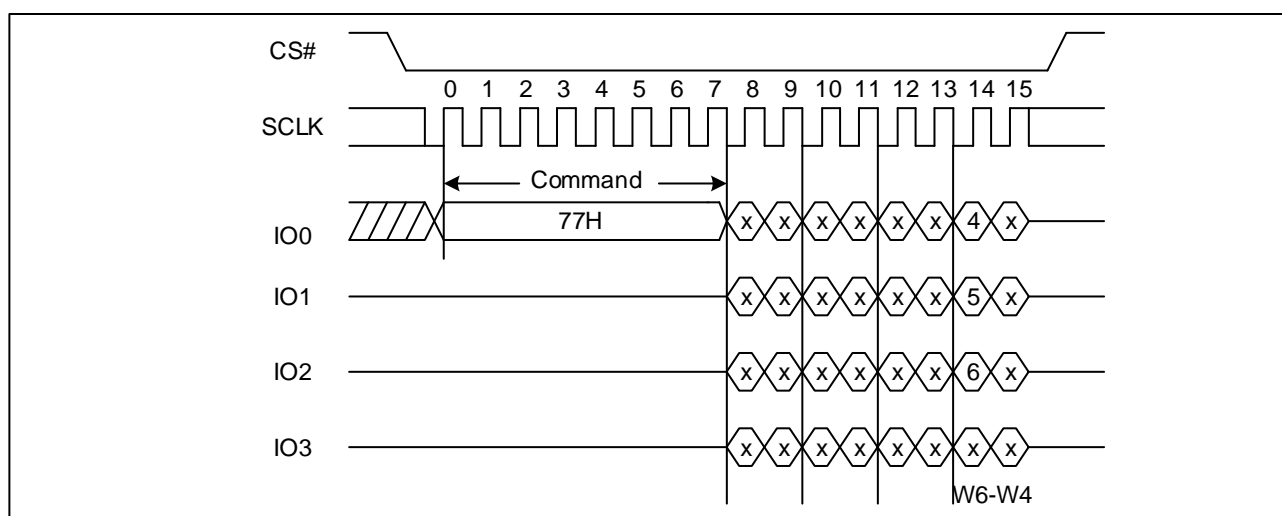 CS#
0 1 2 3 4 5 6 7 8 9 10 11 12 13 14 15
SCLK
Command
IO0 77H x x x x x x 4 x
IO1 x x x x x x 5 x
IO2 x x x x x x 6 x
IO3 x x x x x x x x
W6-W4